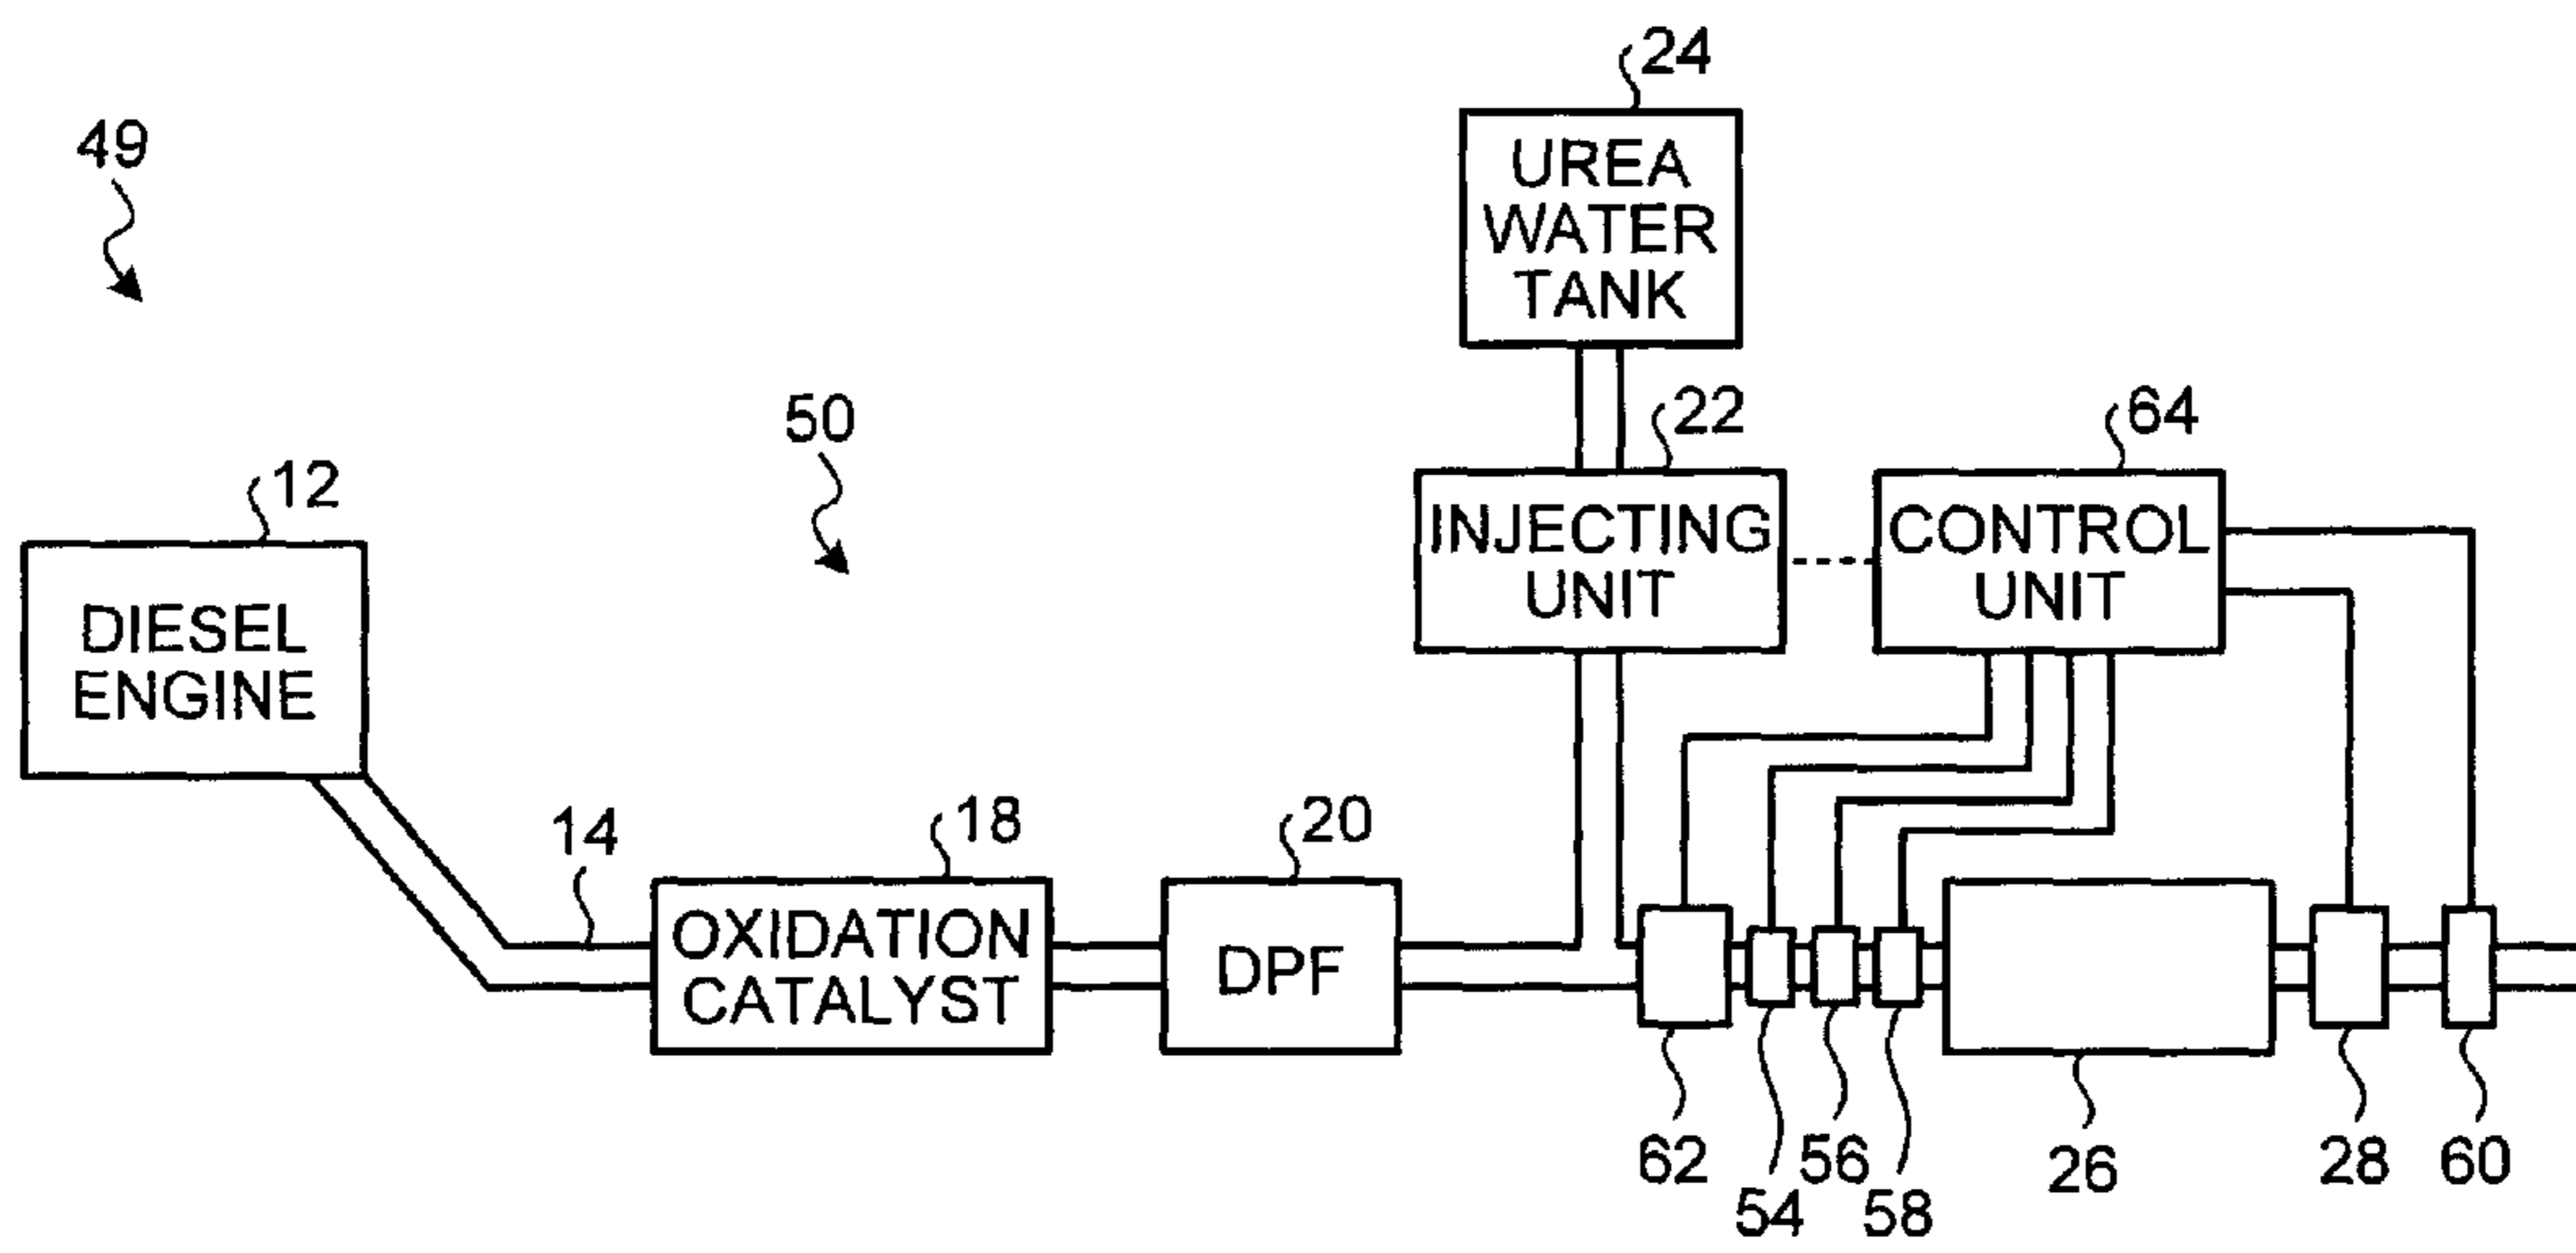 24
UREA
WATER
TANK
49
50
22
64
12
INJECTING
UNIT
CONTROL
UNIT
DIESEL
ENGINE
14
18
20
OXIDATION
CATALYST
DPF
62
54
56
58
26
28
60